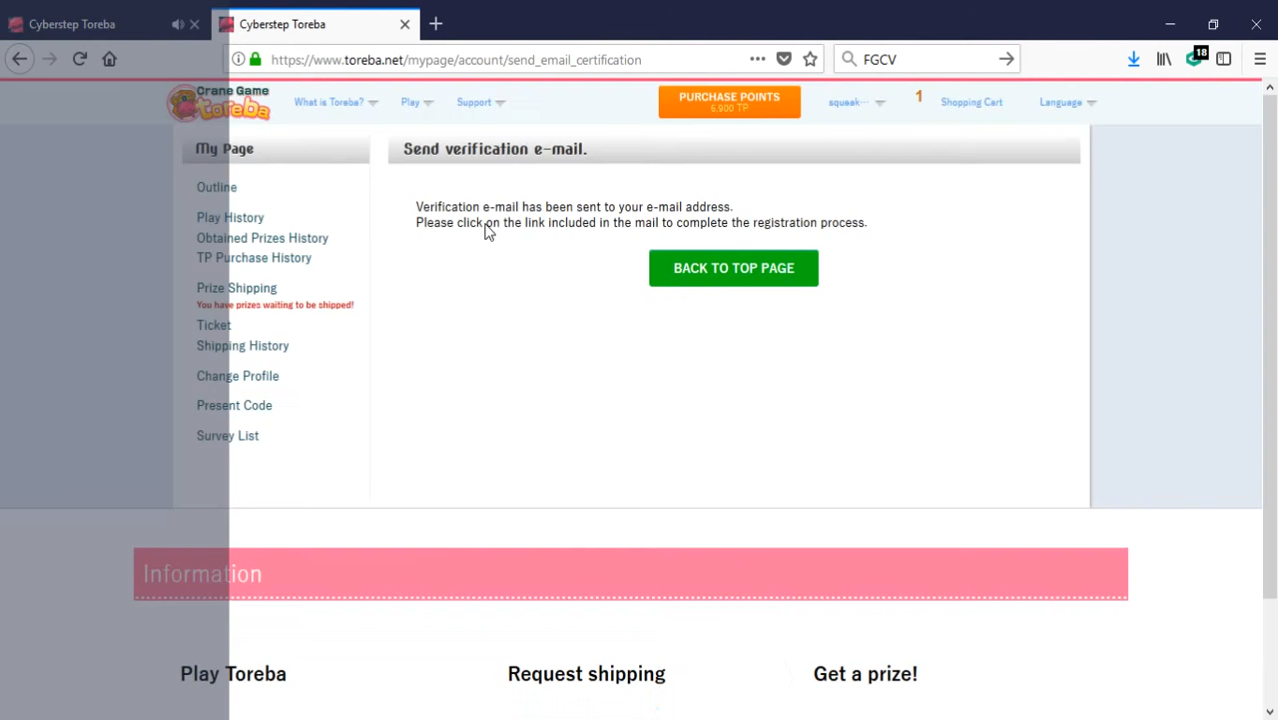 Cyberstep Toreba
Cyberstep Toreba
https://www.toreba.net/mypage/account/send_email_certification
FGCV
18
Crane Game
toreba
What is Toreba?
Play
Support
PURCHASE POINTS
6,900 TP
squeak···
1
Shopping Cart
Language
My Page
Outline
Play History
Obtained Prizes History
TP Purchase History
Prize Shipping
You have prizes waiting to be shipped!
Ticket
Shipping History
Change Profile
Present Code
Survey List
Send verification e-mail.
Verification e-mail has been sent to your e-mail address.
Please click on the link included in the mail to complete the registration process.
BACK TO TOP PAGE
Information
Play Toreba
Request shipping
Get a prize!